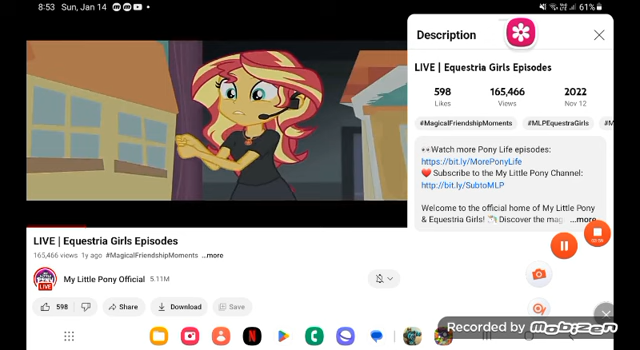 8:53 Sun, Jan 14
61%
Description
LIVE | Equestria Girls Episodes
598 165,466 2022
Likes Views Nov 12
#MagicalFriendshipMoments #MLPEquestraGirls #M
👀Watch more Pony Life episodes:
https://bit.ly/MorePonyLife
❤️ Subscribe to the My Little Pony Channel:
http://bit.ly/SubtoMLP
Welcome to the official home of My Little Pony
& Equestria Girls! Discover the mag ...more
LIVE | Equestria Girls Episodes
165,466 views 1y ago #MagicalFriendshipMoments ...more
LIVE
My Little Pony Official 5.11M
598 Share Download Save
Recorded by Mobizen